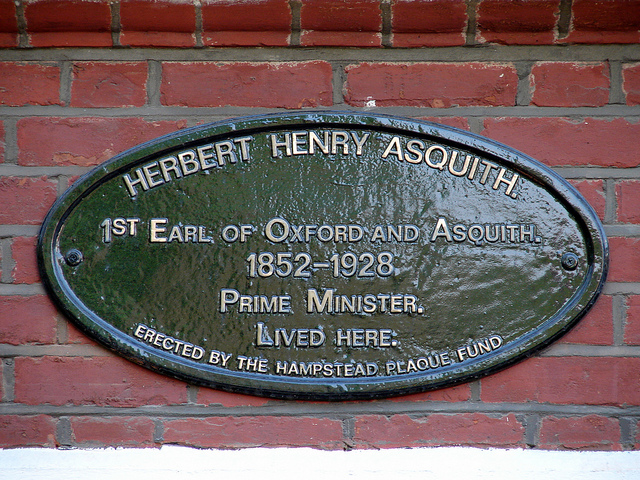 HERBERT HENRY ASQUITH.
1ST EARL OF OXFORD AND ASQUITH.
1852-1928.
PRIME MINISTER.
LIVED HERE.
ERECTED BY THE HAMPSTEAD PLAQUE FUND